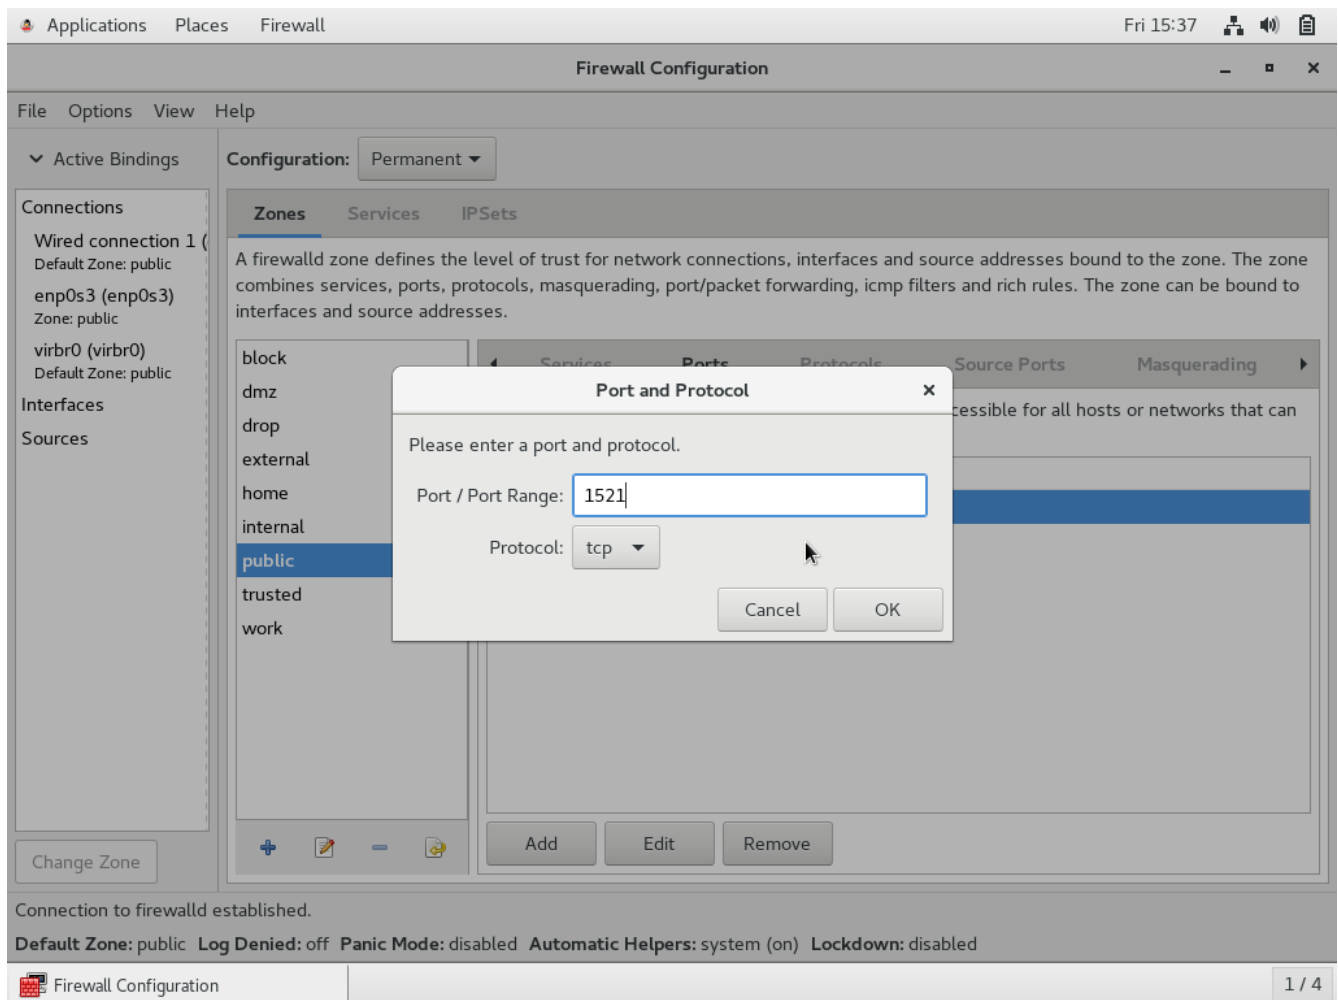 Applications Places Firewall Fri 15:37
Firewall Configuration
File Options View Help
Active Bindings
Configuration: Permanent
Connections
Wired connection 1 (
Default Zone: public
enp0s3 (enp0s3)
Zone: public
virbr0 (virbr0)
Default Zone: public
Interfaces
Sources
Change Zone
Zones Services IPSets
A firewalld zone defines the level of trust for network connections, interfaces and source addresses bound to the zone. The zone
combines services, ports, protocols, masquerading, port/packet forwarding, icmp filters and rich rules. The zone can be bound to
interfaces and source addresses.
block
dmz
drop
external
home
internal
public
trusted
work
Services Ports Protocols Source Ports Masquerading
cessible for all hosts or networks that can
Port and Protocol
Please enter a port and protocol.
Port / Port Range: 1521
Protocol: tcp
Cancel OK
Add Edit Remove
Connection to firewalld established.
Default Zone: public Log Denied: off Panic Mode: disabled Automatic Helpers: system (on) Lockdown: disabled
Firewall Configuration 1 / 4